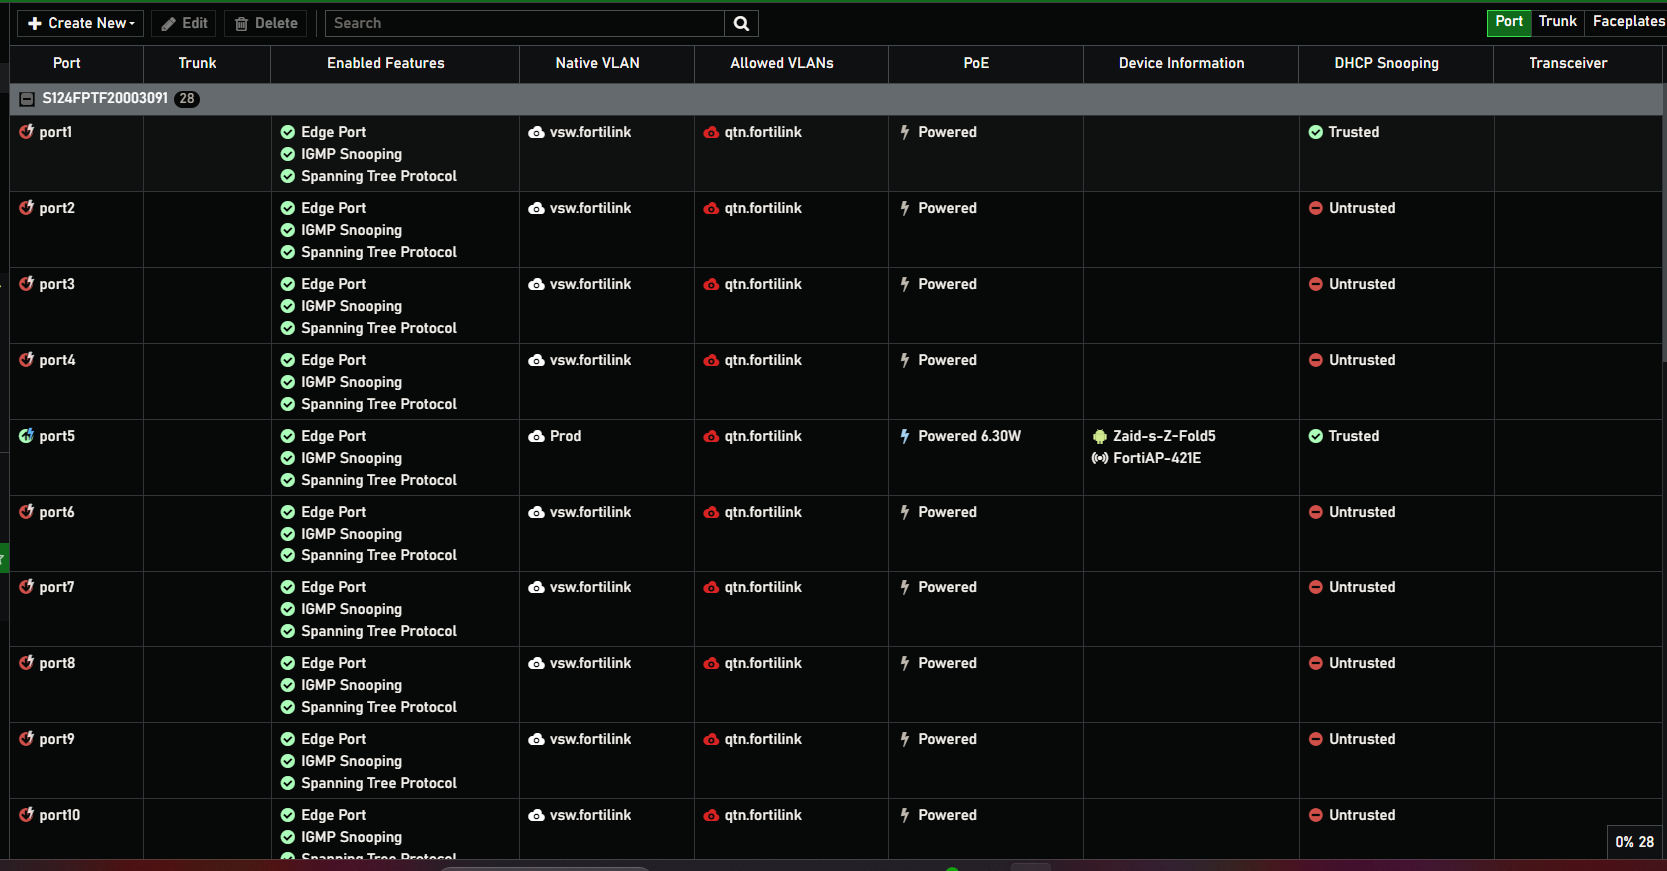 Create New
Edit
Delete
Search
Port
Trunk
Faceplates
Port Trunk Enabled Features Native VLAN Allowed VLANs PoE Device Information DHCP Snooping Transceiver
S124FPTF20003091 28
port1 Edge Port vsw.fortilink qtn.fortilink Powered Trusted
IGMP Snooping
Spanning Tree Protocol
port2 Edge Port vsw.fortilink qtn.fortilink Powered Untrusted
IGMP Snooping
Spanning Tree Protocol
port3 Edge Port vsw.fortilink qtn.fortilink Powered Untrusted
IGMP Snooping
Spanning Tree Protocol
port4 Edge Port vsw.fortilink qtn.fortilink Powered Untrusted
IGMP Snooping
Spanning Tree Protocol
port5 Edge Port Prod qtn.fortilink Powered 6.30W Zaid-s-Z-Fold5 Trusted
IGMP Snooping FortiAP-421E
Spanning Tree Protocol
port6 Edge Port vsw.fortilink qtn.fortilink Powered Untrusted
IGMP Snooping
Spanning Tree Protocol
port7 Edge Port vsw.fortilink qtn.fortilink Powered Untrusted
IGMP Snooping
Spanning Tree Protocol
port8 Edge Port vsw.fortilink qtn.fortilink Powered Untrusted
IGMP Snooping
Spanning Tree Protocol
port9 Edge Port vsw.fortilink qtn.fortilink Powered Untrusted
IGMP Snooping
Spanning Tree Protocol
port10 Edge Port vsw.fortilink qtn.fortilink Powered Untrusted
IGMP Snooping
Spanning Tree Protocol
0% 28